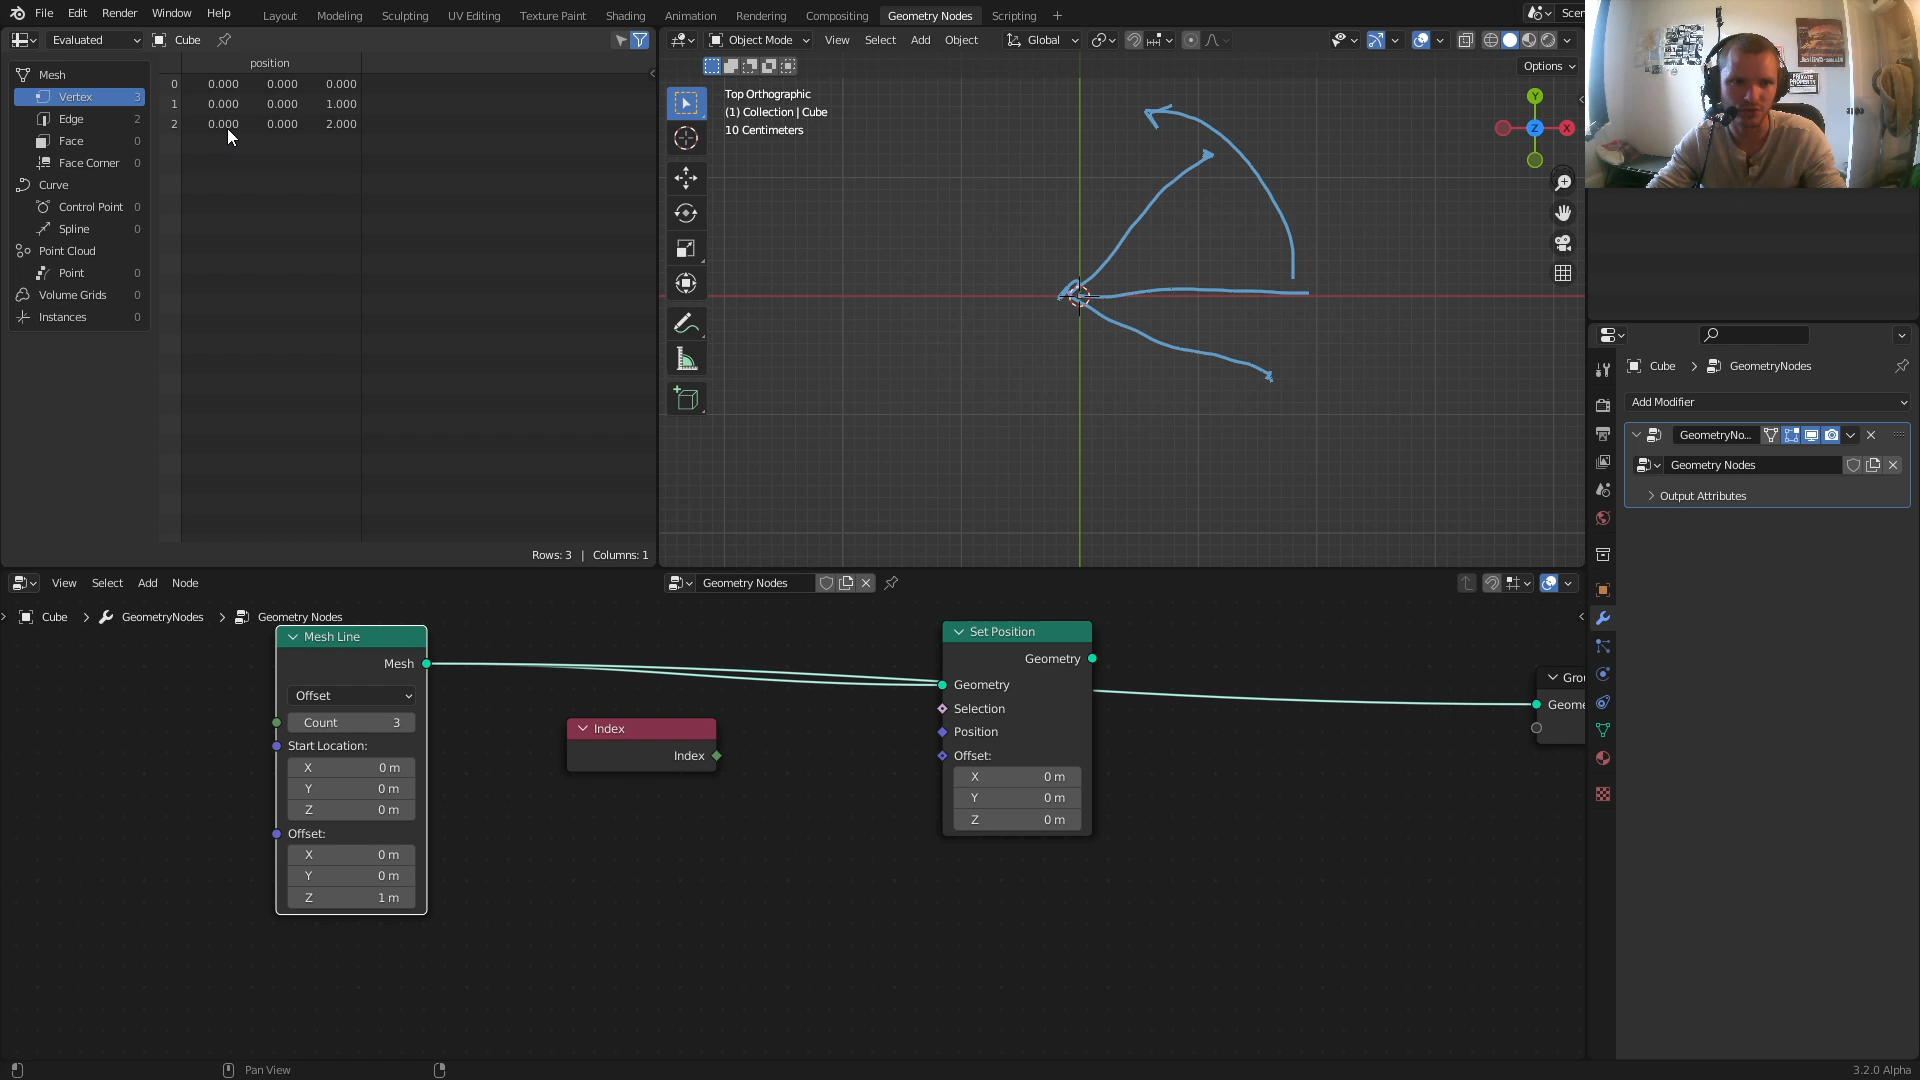 File Edit Render Window Help Layout Modeling Sculpting UV Editing Texture Paint Shading Animation Rendering Compositing Geometry Nodes Scripting + Scen
Evaluated Cube
Object Mode View Select Add Object Global
Options
position
Mesh
Vertex 3
Edge 2
Face 0
Face Corner 0
Curve
Control Point 0
Spline 0
Point Cloud
Point 0
Volume Grids 0
Instances 0
0 0.000 0.000 0.000
1 0.000 0.000 1.000
2 0.000 0.000 2.000
Rows: 3 | Columns: 1
Top Orthographic
(1) Collection | Cube
10 Centimeters
Y
Z
X
PRIVATE PROPERTY
Cube > GeometryNodes
Add Modifier
GeometryNo...
Geometry Nodes
Output Attributes
View Select Add Node
Geometry Nodes
Cube > GeometryNodes > Geometry Nodes
Mesh Line
Mesh
Offset
Count 3
Start Location:
X 0 m
Y 0 m
Z 0 m
Offset:
X 0 m
Y 0 m
Z 1 m
Index
Index
Set Position
Geometry
Geometry
Selection
Position
Offset:
X 0 m
Y 0 m
Z 0 m
Grou
Geome
Pan View
3.2.0 Alpha